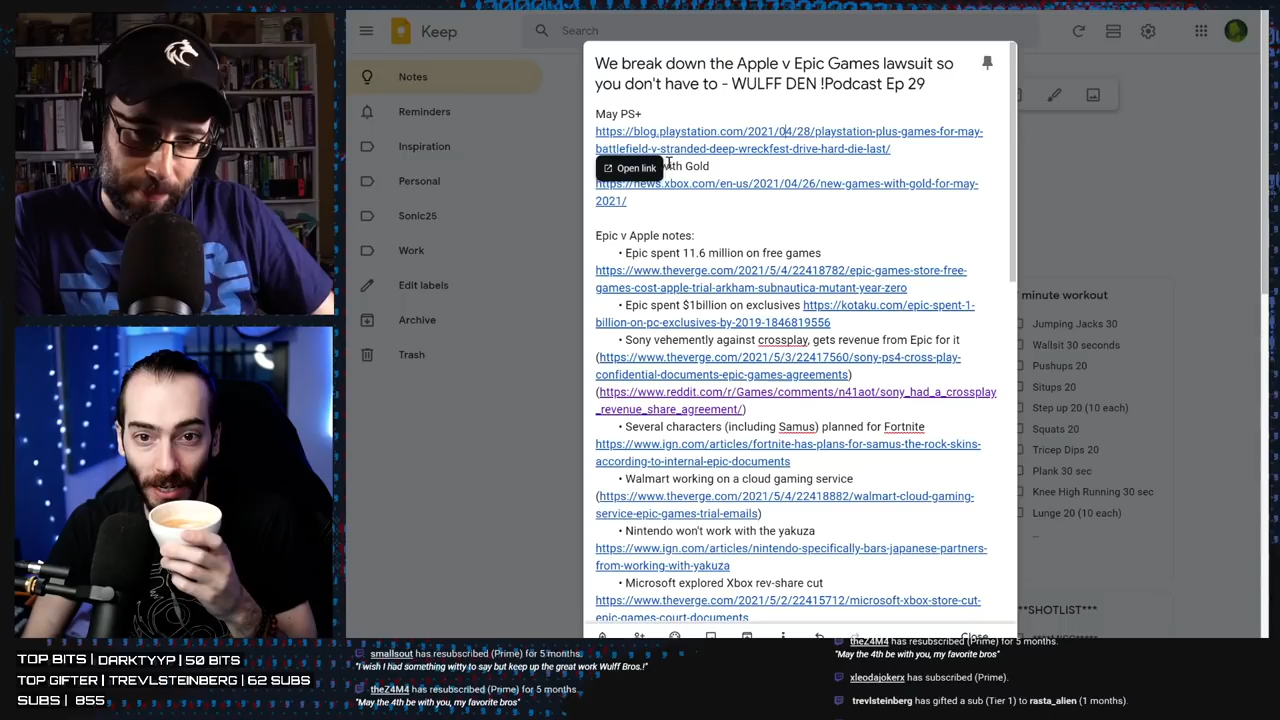 Keep
Search
Notes
Reminders
Inspiration
Personal
Sonic25
Work
Edit labels
Archive
Trash
We break down the Apple v Epic Games lawsuit so
you don't have to - WULFF DEN !Podcast Ep 29
May PS+
https://blog.playstation.com/2021/04/28/playstation-plus-games-for-may-
battlefield-v-stranded-deep-wreckfest-drive-hard-die-last/
Open link
with Gold
https://news.xbox.com/en-us/2021/04/26/new-games-with-gold-for-may-
2021/
Epic v Apple notes:
• Epic spent 11.6 million on free games
https://www.theverge.com/2021/5/4/22418782/epic-games-store-free-
games-cost-apple-trial-arkham-subnautica-mutant-year-zero
• Epic spent $1billion on exclusives https://kotaku.com/epic-spent-1-
billion-on-pc-exclusives-by-2019-1846819556
• Sony vehemently against crossplay, gets revenue from Epic for it
(https://www.theverge.com/2021/5/3/22417560/sony-ps4-cross-play-
confidential-documents-epic-games-agreements)
(https://www.reddit.com/r/Games/comments/n41aot/sony_had_a_crossplay
_revenue_share_agreement/)
• Several characters (including Samus) planned for Fortnite
https://www.ign.com/articles/fortnite-has-plans-for-samus-the-rock-skins-
according-to-internal-epic-documents
• Walmart working on a cloud gaming service
(https://www.theverge.com/2021/5/4/22418882/walmart-cloud-gaming-
service-epic-games-trial-emails)
• Nintendo won't work with the yakuza
https://www.ign.com/articles/nintendo-specifically-bars-japanese-partners-
from-working-with-yakuza
• Microsoft explored Xbox rev-share cut
https://www.theverge.com/2021/5/2/22415712/microsoft-xbox-store-cut-
epic-games-court-documents
Close
minute workout
Jumping Jacks 30
Wallsit 30 seconds
Pushups 20
Situps 20
Step up 20 (10 each)
Squats 20
Tricep Dips 20
Plank 30 sec
Knee High Running 30 sec
Lunge 20 (10 each)
...
**SHOTLIST***
TOP BITS | DARKTYYP | 50 BITS
TOP GIFTER | TREVLSTEINBERG | 62 SUBS
SUBS | 855
smallsout has resubscribed (Prime) for 5 months.
"I wish I had something witty to say but keep up the great work Wulff Bros.!"
theZ4M4 has resubscribed (Prime) for 5 months.
"May the 4th be with you, my favorite bros"
theZ4M4 has resubscribed (Prime) for 5 months.
"May the 4th be with you, my favorite bros"
xleodajokerx has subscribed (Prime).
trevlsteinberg has gifted a sub (Tier 1) to rasta_alien (1 months).